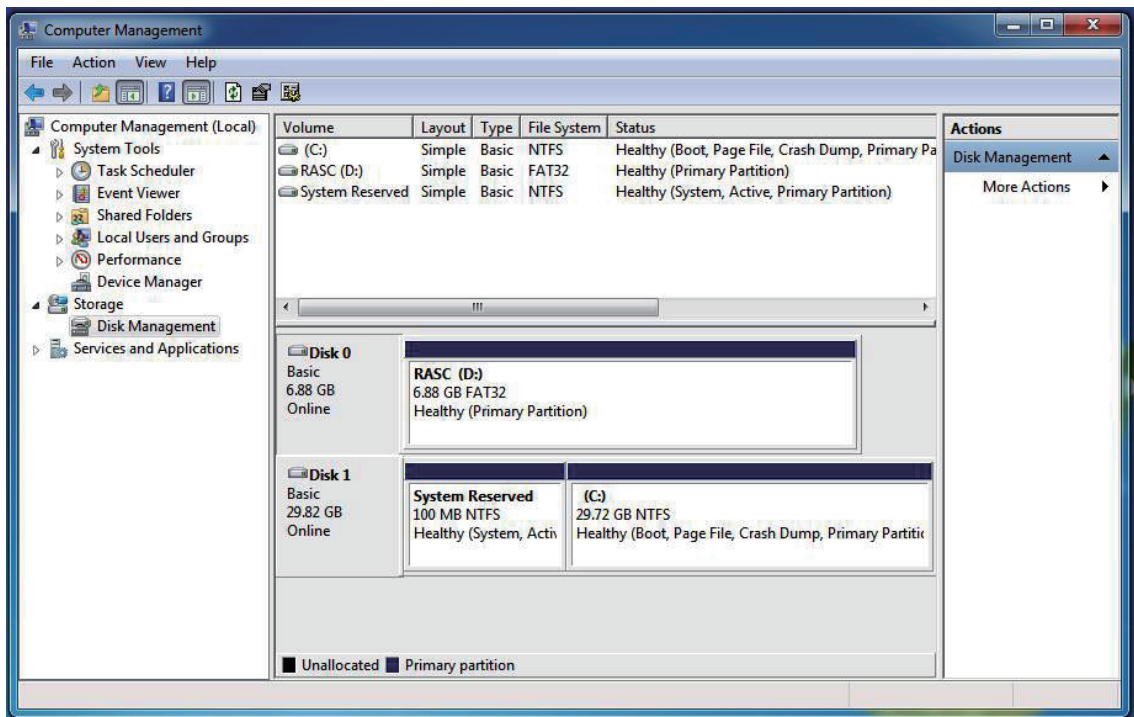 Computer Management
File Action View Help
Computer Management (Local)
System Tools
Task Scheduler
Event Viewer
Shared Folders
Local Users and Groups
Performance
Device Manager
Storage
Disk Management
Services and Applications
Volume Layout Type File System Status
(C:) Simple Basic NTFS Healthy (Boot, Page File, Crash Dump, Primary Pa
RASC (D:) Simple Basic FAT32 Healthy (Primary Partition)
System Reserved Simple Basic NTFS Healthy (System, Active, Primary Partition)
Disk 0
Basic
6.88 GB
Online
RASC (D:)
6.88 GB FAT32
Healthy (Primary Partition)
Disk 1
Basic
29.82 GB
Online
System Reserved
100 MB NTFS
Healthy (System, Activ
(C:)
29.72 GB NTFS
Healthy (Boot, Page File, Crash Dump, Primary Partitic
Unallocated Primary partition
Actions
Disk Management
More Actions